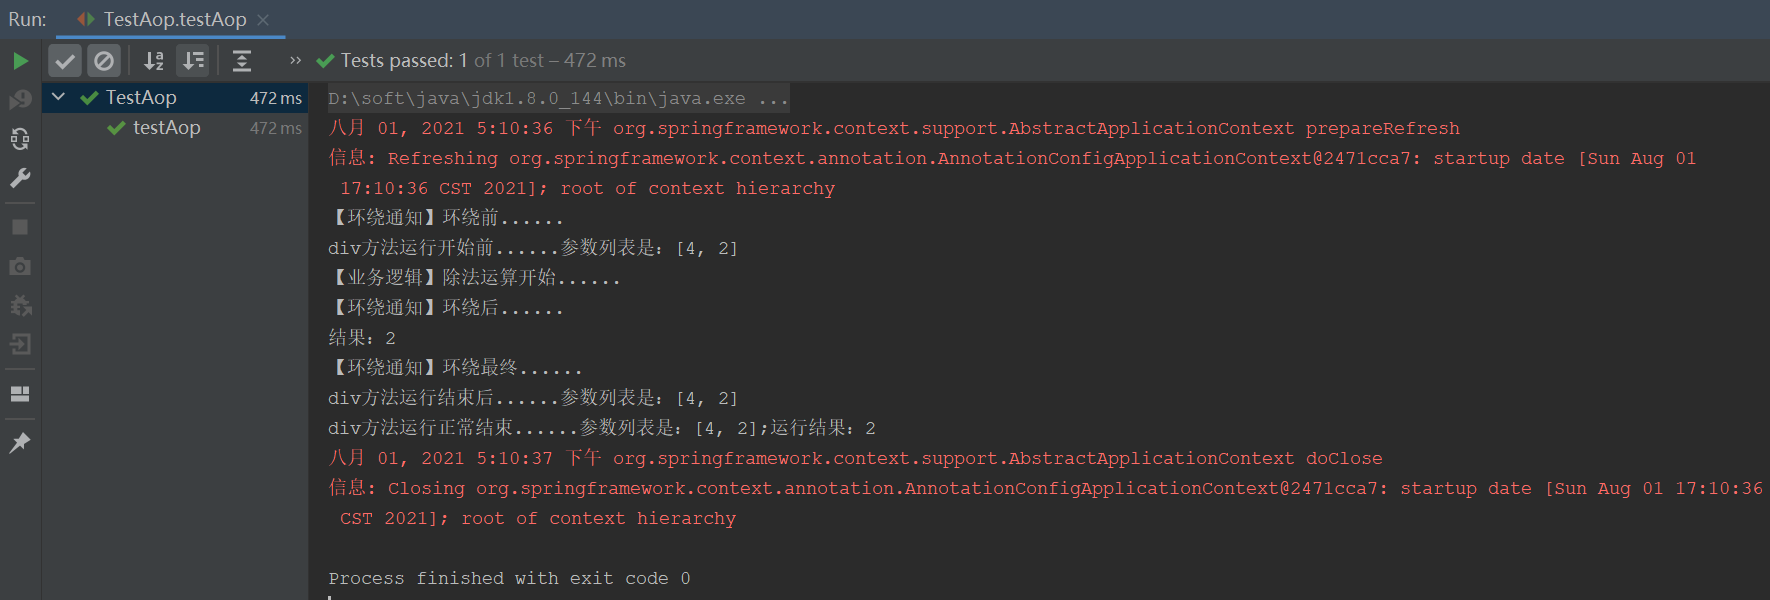 Run: TestAop.testAop
» Tests passed: 1 of 1 test – 472 ms
TestAop 472 ms
testAop 472 ms
D:\soft\java\jdk1.8.0_144\bin\java.exe ...
八月 01, 2021 5:10:36 下午 org.springframework.context.support.AbstractApplicationContext prepareRefresh
信息: Refreshing org.springframework.context.annotation.AnnotationConfigApplicationContext@2471cca7: startup date [Sun Aug 01
17:10:36 CST 2021]; root of context hierarchy
【环绕通知】环绕前......
div方法运行开始前......参数列表是：[4, 2]
【业务逻辑】除法运算开始......
【环绕通知】环绕后......
结果：2
【环绕通知】环绕最终......
div方法运行结束后......参数列表是：[4, 2]
div方法运行正常结束......参数列表是：[4, 2];运行结果：2
八月 01, 2021 5:10:37 下午 org.springframework.context.support.AbstractApplicationContext doClose
信息: Closing org.springframework.context.annotation.AnnotationConfigApplicationContext@2471cca7: startup date [Sun Aug 01 17:10:36
CST 2021]; root of context hierarchy
Process finished with exit code 0